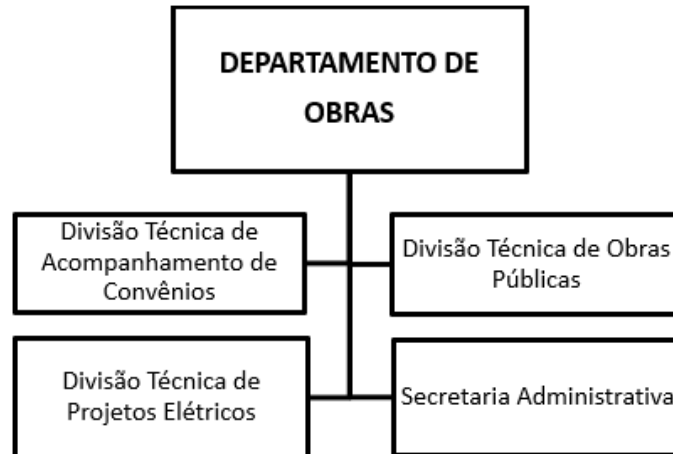 DEPARTAMENTO DE
OBRAS
Divisão Técnica de
Acompanhamento de
Convênios
Divisão Técnica de Obras
Públicas
Divisão Técnica de
Projetos Elétricos
Secretaria Administrativa